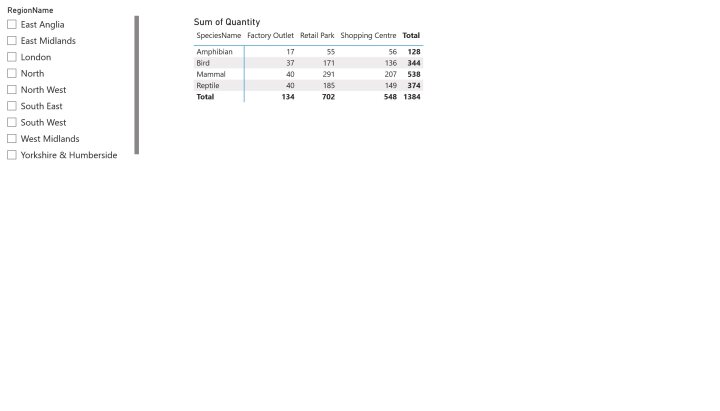 RegionName
East Anglia
East Midlands
London
North
North West
South East
South West
West Midlands
Yorkshire & Humberside
Sum of Quantity
SpeciesName Factory Outlet Retail Park Shopping Centre Total
Amphibian 17 55 56 128
Bird 37 171 136 344
Mammal 40 291 207 538
Reptile 40 185 149 374
Total 134 702 548 1384